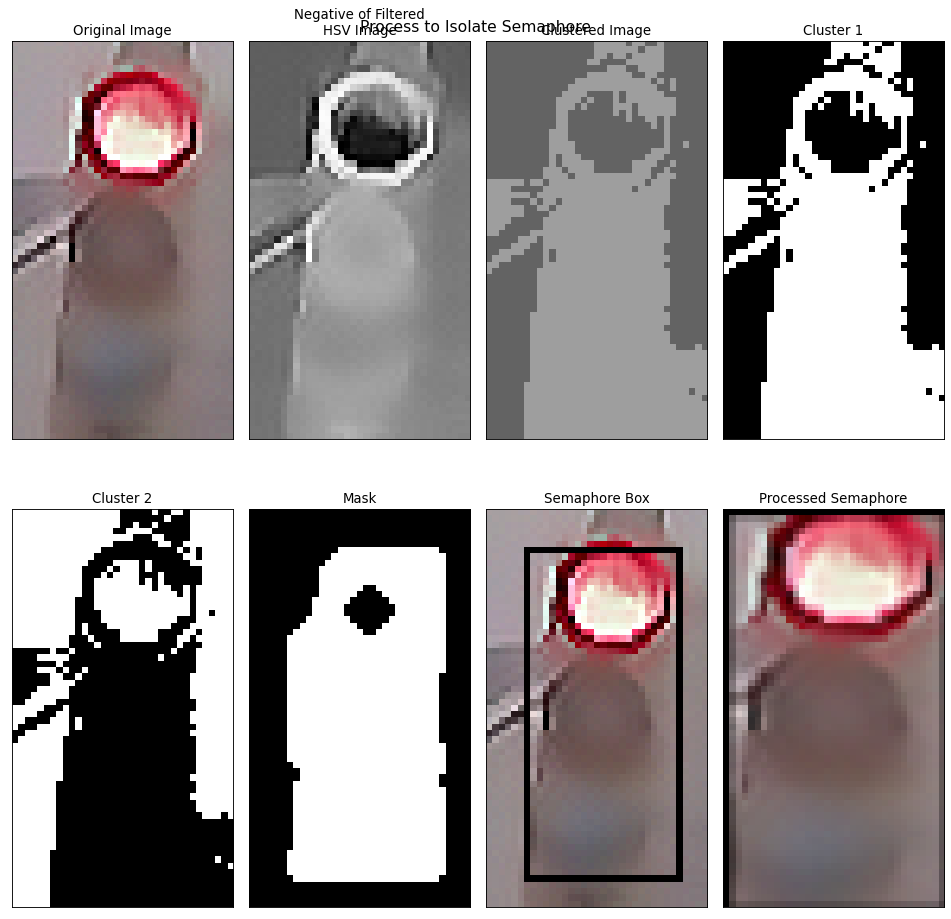 Process to Isolate Semaphore
Original Image
Negative of Filtered
HSV Image
Clustered Image
Cluster 1
Cluster 2
Mask
Semaphore Box
Processed Semaphore